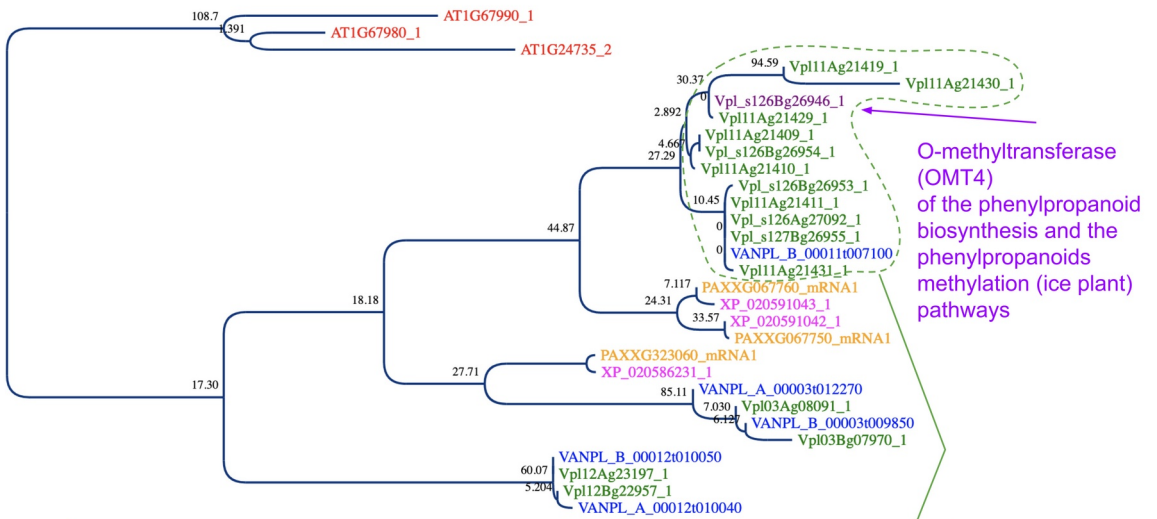 108.7
AT1G67990_1
1.391
AT1G67980_1
AT1G24735_2
94.59
Vpl11Ag21419_1
30.37
Vpl11Ag21430_1
0
Vpl_s126Bg26946_1
2.892
Vpl11Ag21429_1
Vpl11Ag21409_1
4.667
Vpl_s126Bg26954_1
27.29
Vpl11Ag21410_1
Vpl_s126Bg26953_1
10.45
Vpl11Ag21411_1
Vpl_s126Ag27092_1
0
Vpl_s127Bg26955_1
0
VANPL_B_00011t007100
Vpl11Ag21431_1
O-methyltransferase
(OMT4)
of the phenylpropanoid
biosynthesis and the
phenylpropanoids
methylation (ice plant)
pathways
44.87
7.117
PAXXG067760_mRNA1
24.31
XP_020591043_1
33.57
XP_020591042_1
PAXXG067750_mRNA1
18.18
PAXXG323060_mRNA1
27.71
XP_020586231_1
17.30
85.11
VANPL_A_00003t012270
7.030
Vpl03Ag08091_1
6.127
VANPL_B_00003t009850
Vpl03Bg07970_1
VANPL_B_00012t010050
60.07
Vpl12Ag23197_1
5.204
Vpl12Bg22957_1
VANPL_A_00012t010040